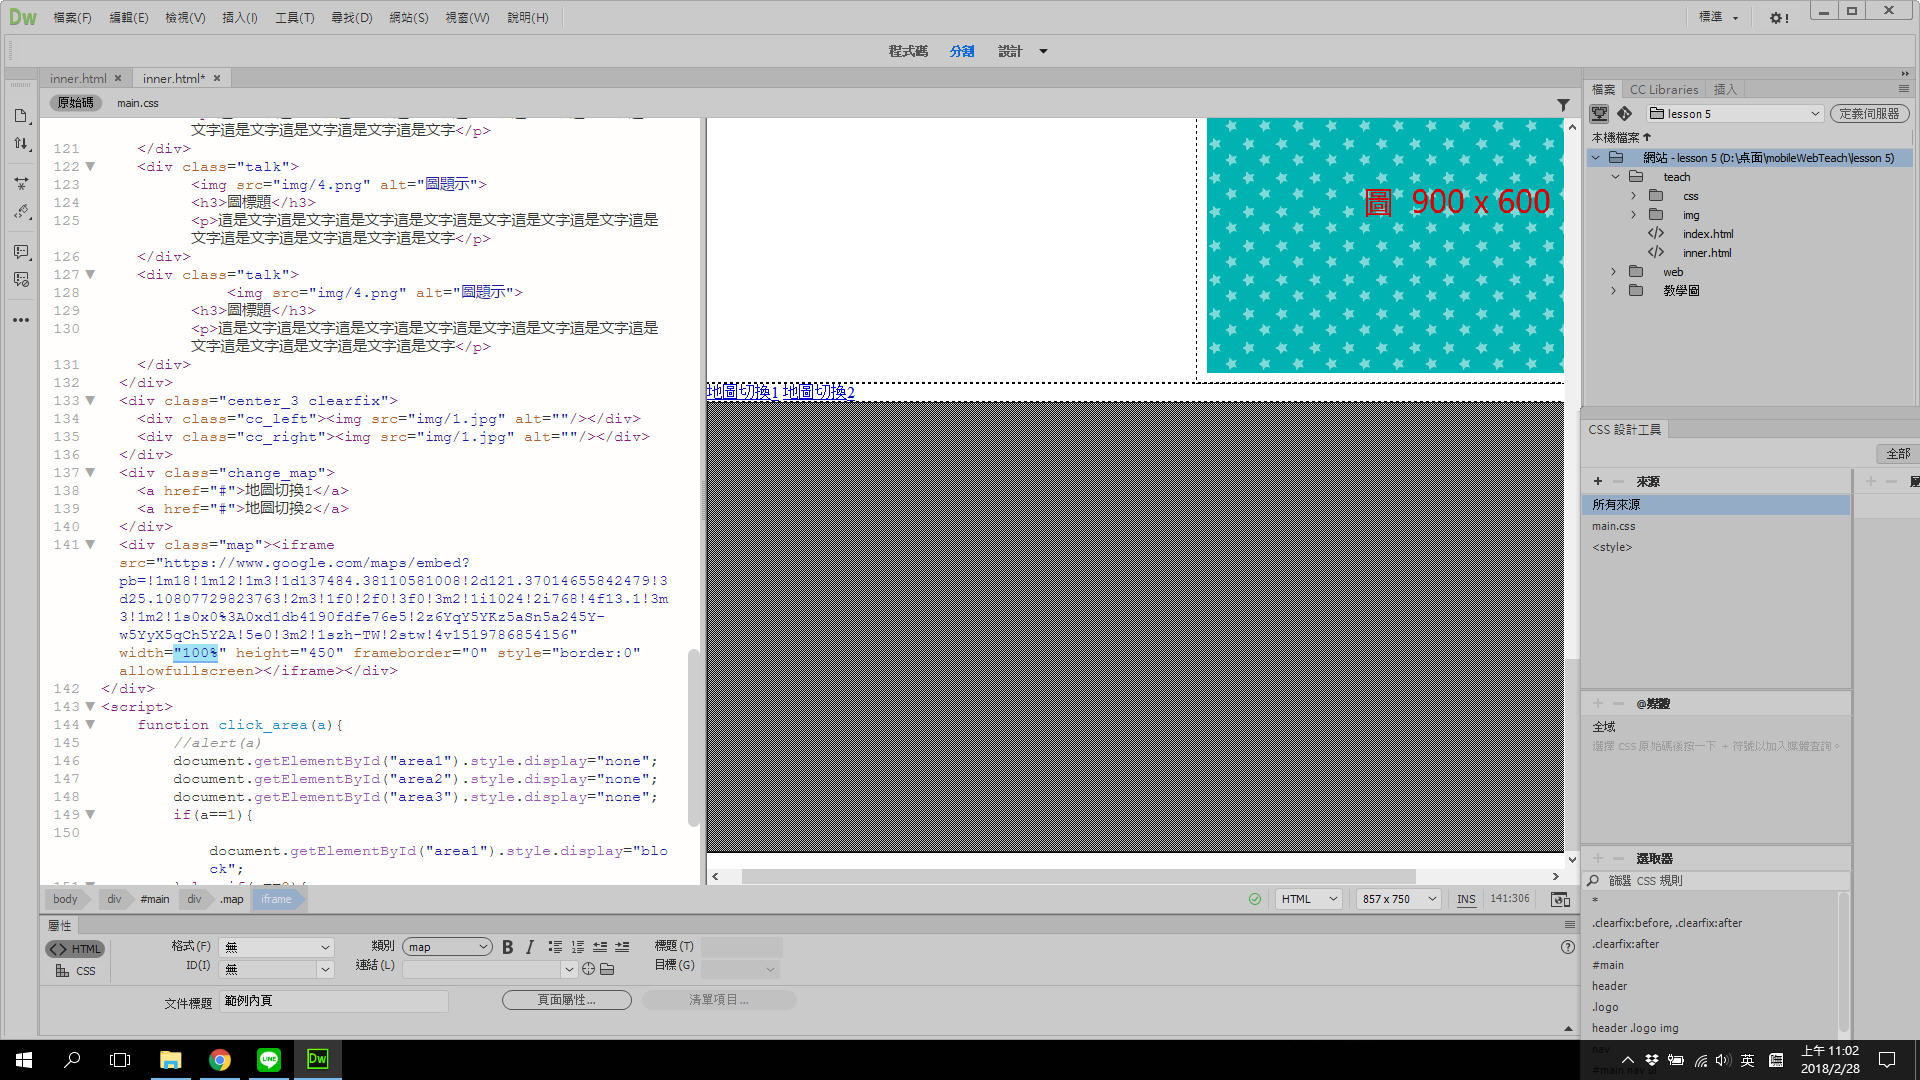 Dw 檔案(F) 編輯(E) 檢視(V) 插入(I) 工具(T) 尋找(D) 網站(S) 視窗(W) 說明(H) 標準
程式碼 分割 設計
inner.html inner.html*
原始碼 main.css
文字這是文字這是文字這是文字這是文字</p>
121 </div>
122 <div class="talk">
123 <img src="img/4.png" alt="圖題示">
124 <h3>圖標題</h3>
125 <p>這是文字這是文字這是文字這是文字這是文字這是文字這是文字這是
文字這是文字這是文字這是文字這是文字</p>
126 </div>
127 <div class="talk">
128 <img src="img/4.png" alt="圖題示">
129 <h3>圖標題</h3>
130 <p>這是文字這是文字這是文字這是文字這是文字這是文字這是文字這是
文字這是文字這是文字這是文字這是文字</p>
131 </div>
132 </div>
133 <div class="center_3 clearfix">
134 <div class="cc_left"><img src="img/1.jpg" alt=""/></div>
135 <div class="cc_right"><img src="img/1.jpg" alt=""/></div>
136 </div>
137 <div class="change_map">
138 <a href="#">地圖切換1</a>
139 <a href="#">地圖切換2</a>
140 </div>
141 <div class="map"><iframe
src="https://www.google.com/maps/embed?
pb=!1m18!1m12!1m3!1d137484.38110581008!2d121.37014655842479!3
d25.10807729823763!2m3!1f0!2f0!3f0!3m2!1i1024!2i768!4f13.1!3m
3!1m2!1s0x0%3A0xd1db4190d98c76e5!2z6YqY5YKz5aSn5a245Y-
w5YyX5qCh5Y2A!5e0!3m2!1szh-TW!2stw!4v1519786854156"
width="100%" height="450" frameborder="0" style="border:0"
allowfullscreen></iframe></div>
142 </div>
143 <script>
144 function click_area(a){
145 //alert(a)
146 document.getElementById("area1").style.display="none";
147 document.getElementById("area2").style.display="none";
148 document.getElementById("area3").style.display="none";
149 if(a==1){
150
document.getElementById("area1").style.display="blo
ck";
圖 900 x 600
地圖切換1 地圖切換2
body div #main div .map iframe
HTML 857 x 750 INS 141:306
屬性
HTML 格式(F) 無 類別 map B I 標題(T)
CSS ID(I) 無 連結(L) 目標(G)
文件標題 範例內頁 頁面屬性... 清單項目...
檔案 CC Libraries 插入
lesson 5 定義伺服器
本機檔案
網站 - lesson 5 (D:\桌面\mobileWebTeach\lesson 5)
teach
css
img
index.html
inner.html
web
教學圖
CSS 設計工具
全部
+ 來源
所有來源
main.css
<style>
@媒體
全域
選擇 CSS 原始碼後按一下 + 符號以加入媒體查詢。
選取器
篩選 CSS 規則
*
.clearfix:before, .clearfix:after
.clearfix:after
#main
header
.logo
header .logo img
nav
#main nav ul
LINE Dw 英 上午 11:02
2018/2/28